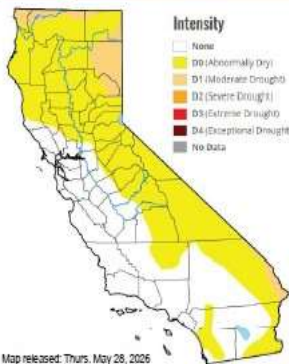 Intensity
None
D0 (Abnormally Dry)
D1 (Moderate Drought)
D2 (Severe Drought)
D3 (Extreme Drought)
D4 (Exceptional Drought
No Data
Map released: Thurs. May 28, 2026